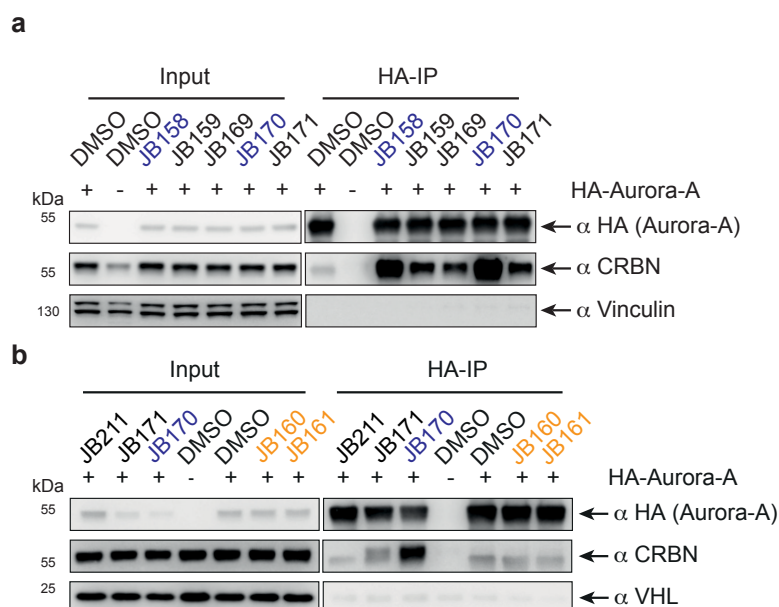 a
Input HA-IP
DMSO DMSO JB158 JB159 JB169 JB170 JB171 DMSO DMSO JB158 JB159 JB169 JB170 JB171
+ - + + + + + + - + + + + + HA-Aurora-A
kDa
55 α HA (Aurora-A)
55 α CRBN
130 α Vinculin
b
Input HA-IP
JB211 JB171 JB170 DMSO DMSO JB160 JB161 JB211 JB171 JB170 DMSO DMSO JB160 JB161
+ + + - + + + + + + - + + + HA-Aurora-A
kDa
55 α HA (Aurora-A)
55 α CRBN
25 α VHL